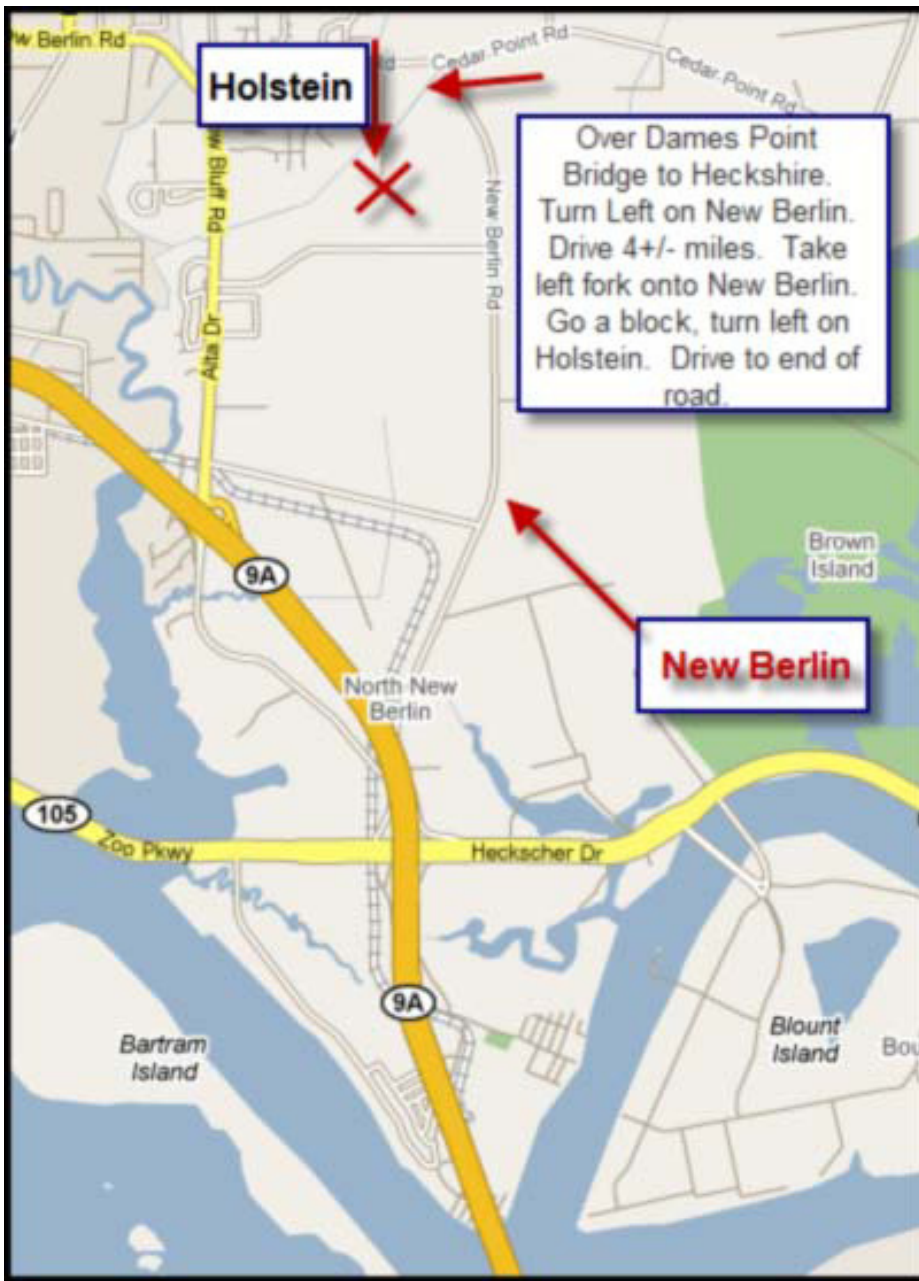 w Berlin Rd
Cedar Point Rd
Holstein
Rd
Cedar Point Rd
Over Dames Point
Bridge to Heckshire.
Turn Left on New Berlin.
Drive 4+/- miles. Take
left fork onto New Berlin.
Go a block, turn left on
Holstein. Drive to end of
road.
w Bluff Rd
New Berlin Rd
Alta Dr
Brown
Island
9A
New Berlin
North New
Berlin
105
Zoo Pkwy
Heckscher Dr
9A
Bartram
Island
Blount
Island
Bou